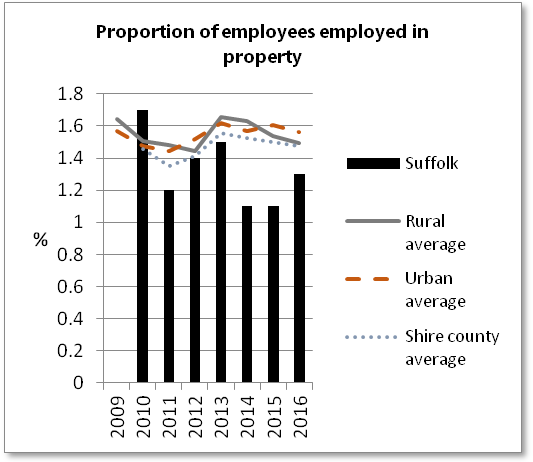 Proportion of employees employed in
property
1.8
1.6
1.4
1.2
1
0.8
0.6
0.4
0.2
0
%
2009
2010
2011
2012
2013
2014
2015
2016
Suffolk
Rural
average
Urban
average
Shire county
average